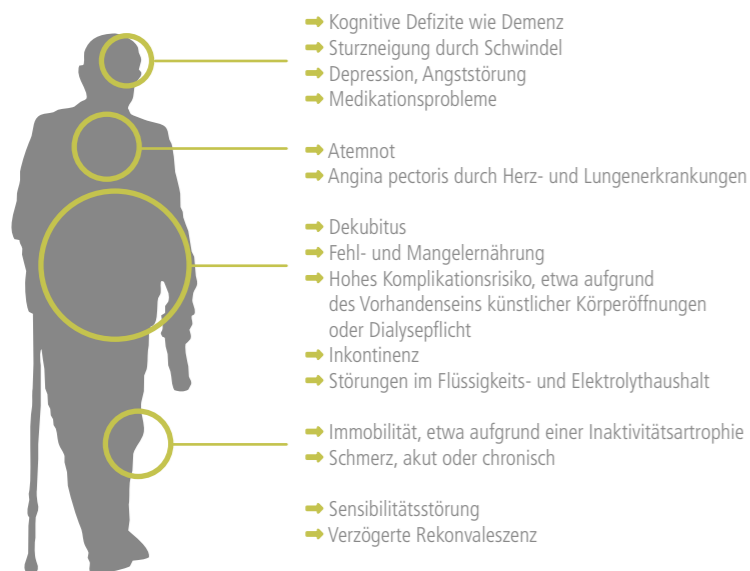 ➡ Kognitive Defizite wie Demenz
➡ Sturzneigung durch Schwindel
➡ Depression, Angststörung
➡ Medikationsprobleme
➡ Atemnot
➡ Angina pectoris durch Herz- und Lungenerkrankungen
➡ Dekubitus
➡ Fehl- und Mangelernährung
➡ Hohes Komplikationsrisiko, etwa aufgrund
des Vorhandenseins künstlicher Körperöffnungen
oder Dialysepflicht
➡ Inkontinenz
➡ Störungen im Flüssigkeits- und Elektrolythaushalt
➡ Immobilität, etwa aufgrund einer Inaktivitätsartrophie
➡ Schmerz, akut oder chronisch
➡ Sensibilitätsstörung
➡ Verzögerte Rekonvaleszenz